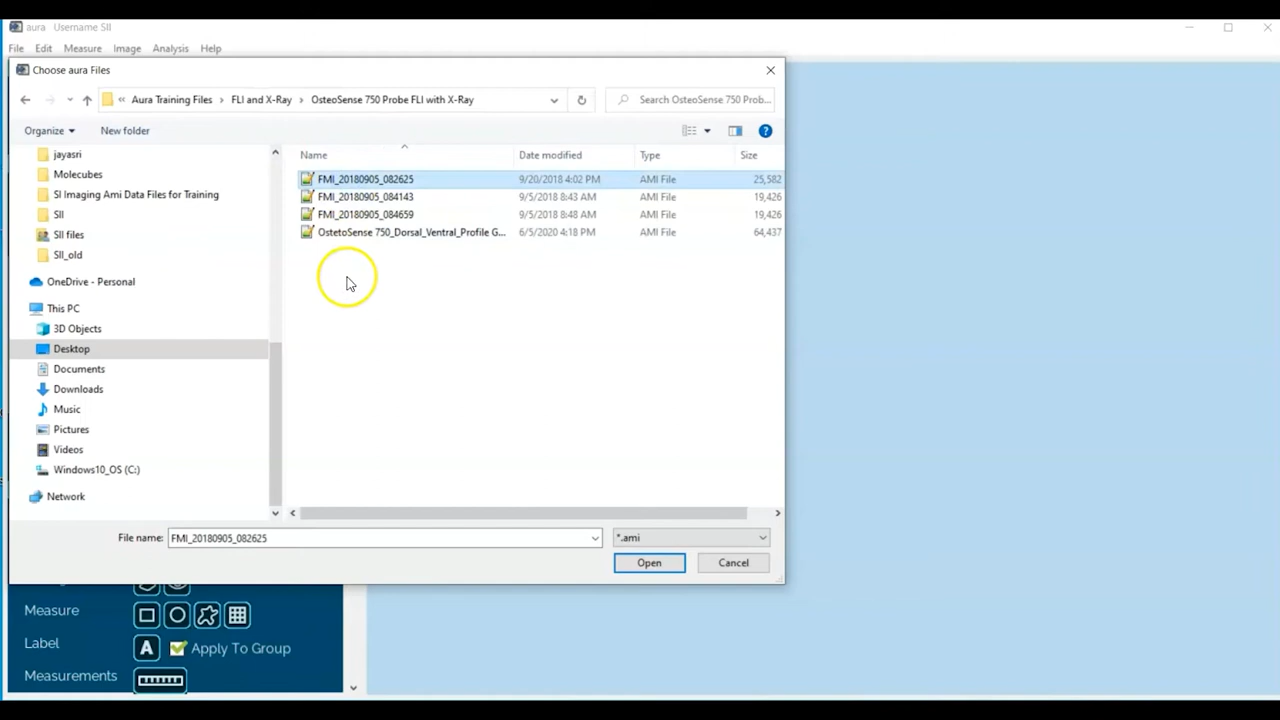 aura Username SII
File Edit Measure Image Analysis Help
Choose aura Files
« Aura Training Files › FLI and X-Ray › OsteoSense 750 Probe FLI with X-Ray
Search OsteoSense 750 Prob...
Organize New folder
jayasri
Molecubes
SI Imaging Ami Data Files for Training
SII
SII files
SII_old
OneDrive - Personal
This PC
3D Objects
Desktop
Documents
Downloads
Music
Pictures
Videos
Windows10_OS (C:)
Network
Name Date modified Type Size
FMI_20180905_082625 9/20/2018 4:02 PM AMI File 25,582
FMI_20180905_084143 9/5/2018 8:43 AM AMI File 19,426
FMI_20180905_084659 9/5/2018 8:48 AM AMI File 19,426
OstetoSense 750_Dorsal_Ventral_Profile G... 6/5/2020 4:18 PM AMI File 64,437
File name: FMI_20180905_082625 *.ami
Open Cancel
Measure
Label A Apply To Group
Measurements